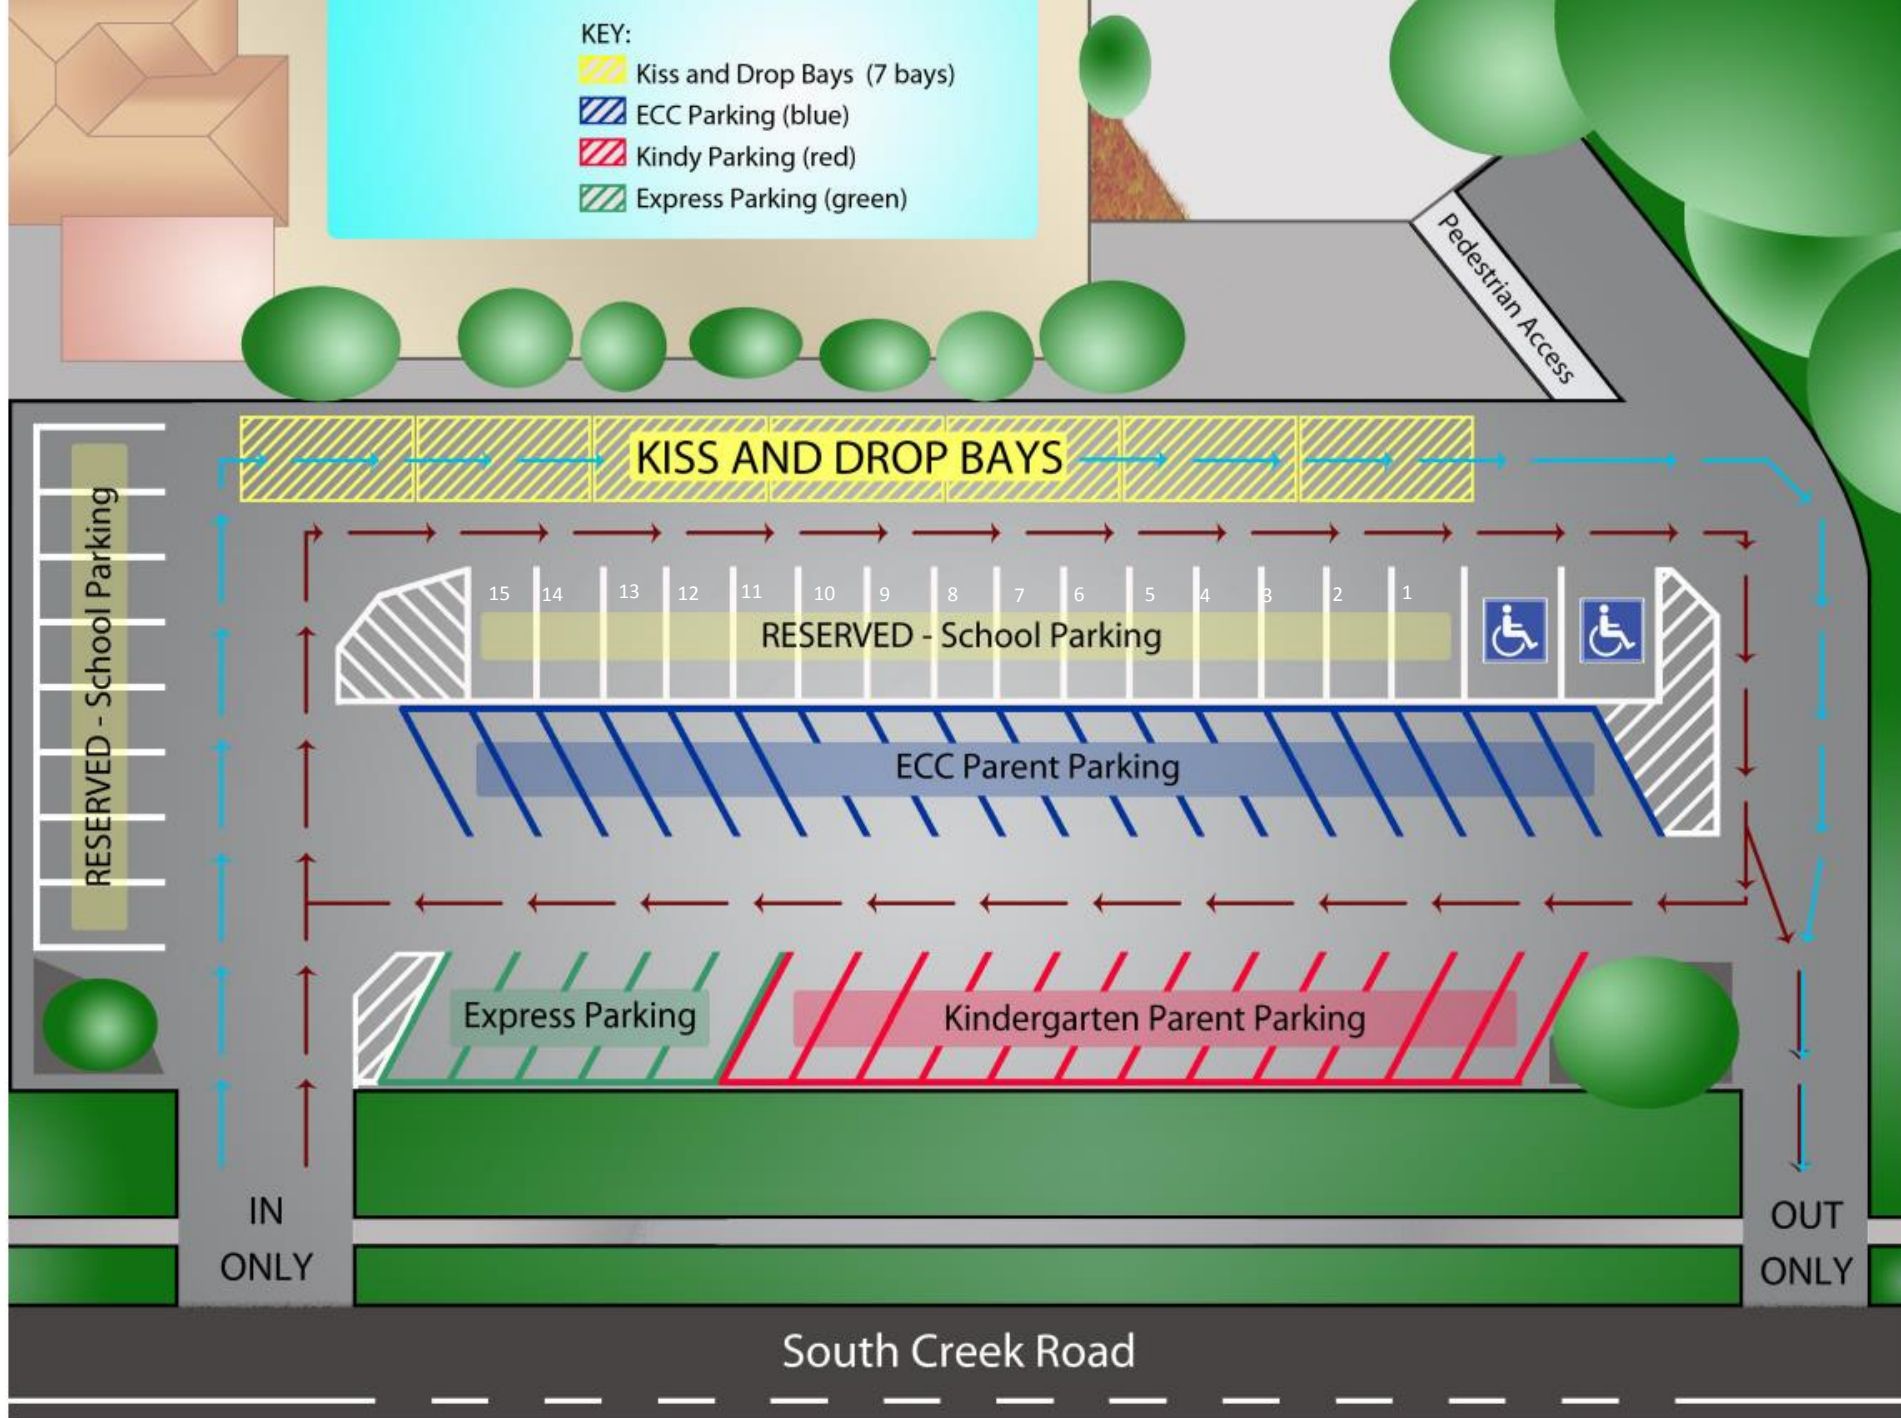 KEY:
Kiss and Drop Bays (7 bays)
ECC Parking (blue)
Kindy Parking (red)
Express Parking (green)
Pedestrian Access
KISS AND DROP BAYS
RESERVED - School Parking
15 14 13 12 11 10 9 8 7 6 5 4 3 2 1
RESERVED - School Parking
ECC Parent Parking
Express Parking
Kindergarten Parent Parking
IN
ONLY
OUT
ONLY
South Creek Road